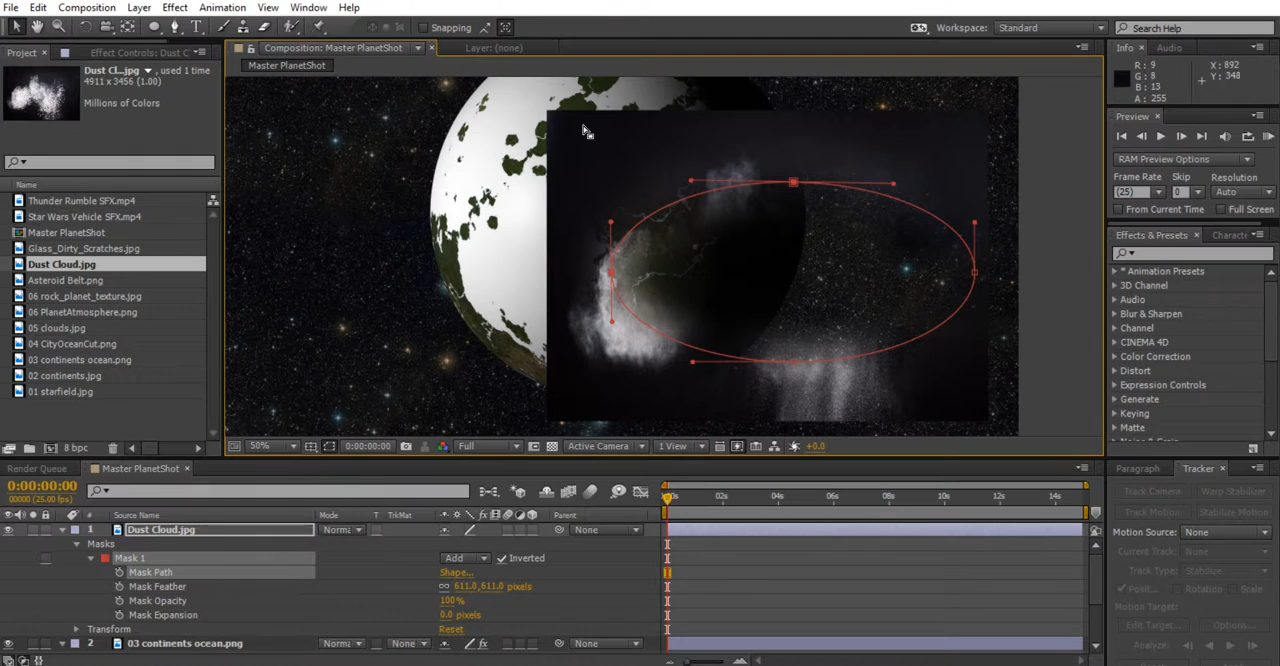 File Edit Composition Layer Effect Animation View Window Help
Snapping Workspace: Standard Search Help
Project Effect Controls: Dust C Composition: Master PlanetShot Layer: (none) Info Audio
Dust Cl...jpg , used 1 time
4911 x 3456 (1.00)
Millions of Colors
Master PlanetShot
R: 9 X: 892
G: 8 Y: 348
B: 13
A: 255
Preview
RAM Preview Options
Frame Rate Skip Resolution
(25) 0 Auto
From Current Time Full Screen
Effects & Presets Charact
Name
Thunder Rumble SFX.mp4
Star Wars Vehicle SFX.mp4
Master PlanetShot
Glass_Dirty_Scratches.jpg
Dust Cloud.jpg
Asteroid Belt.png
06 rock_planet_texture.jpg
06 PlanetAtmosphere.png
05 clouds.jpg
04 CityOceanCut.png
03 continents ocean.png
02 continents.jpg
01 starfield.jpg
* Animation Presets
3D Channel
Audio
Blur & Sharpen
Channel
CINEMA 4D
Color Correction
Distort
Expression Controls
Generate
Keying
Matte
8 bpc 50% 0:00:00:00 Full Active Camera 1 View +0.0
Render Queue Master PlanetShot
0:00:00:00
00000 (25.00 fps)
02s 04s 06s 08s 10s 12s 14s
# Source Name Mode T TrkMat Parent
1 Dust Cloud.jpg Norma None
Masks
Mask 1 Add Inverted
Mask Path Shape...
Mask Feather 611.0,611.0 pixels
Mask Opacity 100%
Mask Expansion 0.0 pixels
Transform Reset
2 03 continents ocean.png Norma None None
Paragraph Tracker
Track Camera Warp Stabilizer
Track Motion Stabilize Motion
Motion Source: None
Current Track: None
Track Type: Stabilize
Positi... Rotation Scale
Motion Target:
Edit Target... Options...
Analyze: